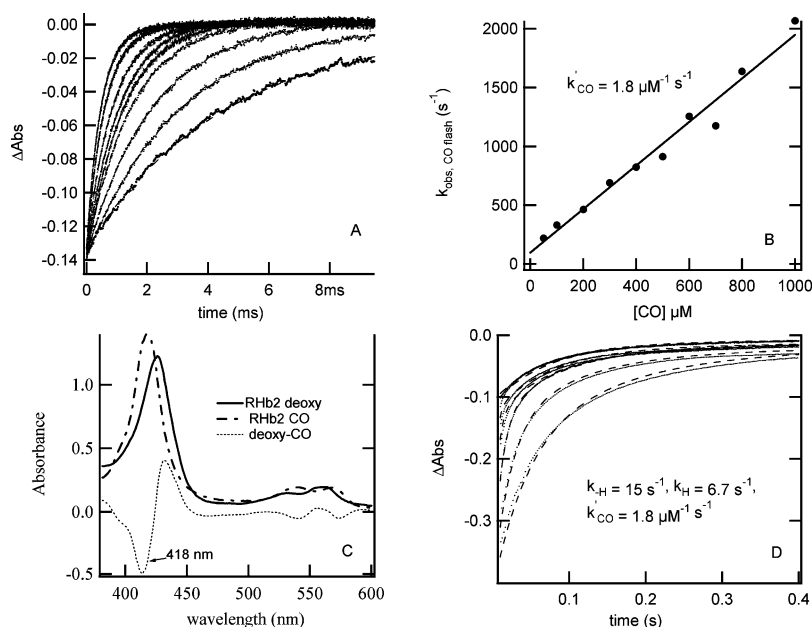 0.00
-0.02
-0.04
-0.06
-0.08
-0.10
-0.12
-0.14
ΔAbs
A
0 2 4 6 8ms
time (ms)
2000
1500
1000
500
0
k obs, CO flash (s-1)
k'CO = 1.8 µM-1 s-1
B
0 200 400 600 800 1000
[CO] µM
1.0
0.5
0.0
-0.5
Absorbance
RHb2 deoxy
RHb2 CO
deoxy-CO
418 nm
C
400 450 500 550 600
wavelength (nm)
0.0
-0.1
-0.2
-0.3
ΔAbs
k-H = 15 s-1, kH = 6.7 s-1,
k'CO = 1.8 µM-1 s-1
D
0.1 0.2 0.3 0.4
time (s)